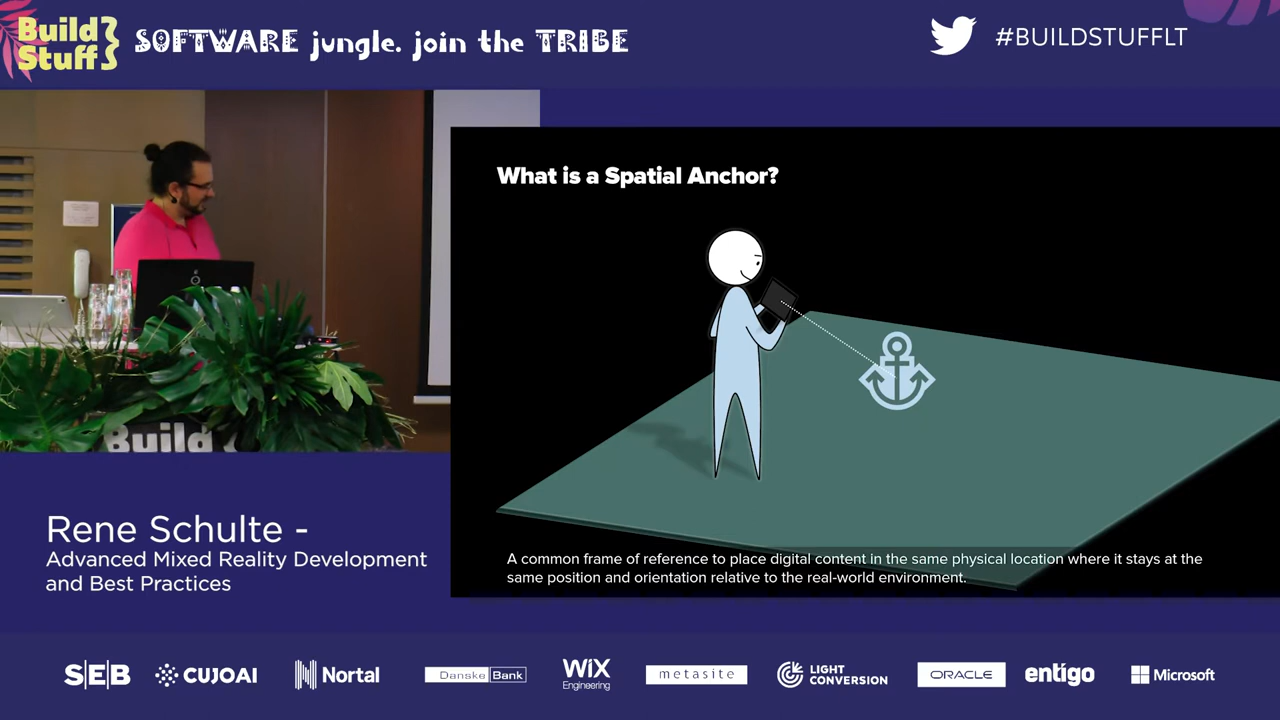 Build
Stuff
SOFTWARE jungle. join the TRIBE
#BUILDSTUFFLT
What is a Spatial Anchor?
A common frame of reference to place digital content in the same physical location where it stays at the
same position and orientation relative to the real-world environment.
Build
Rene Schulte -
Advanced Mixed Reality Development
and Best Practices
SEB
CUJOAI
Nortal
Danske Bank
WiX
Engineering
metasite
LIGHT
CONVERSION
ORACLE
entigo
Microsoft